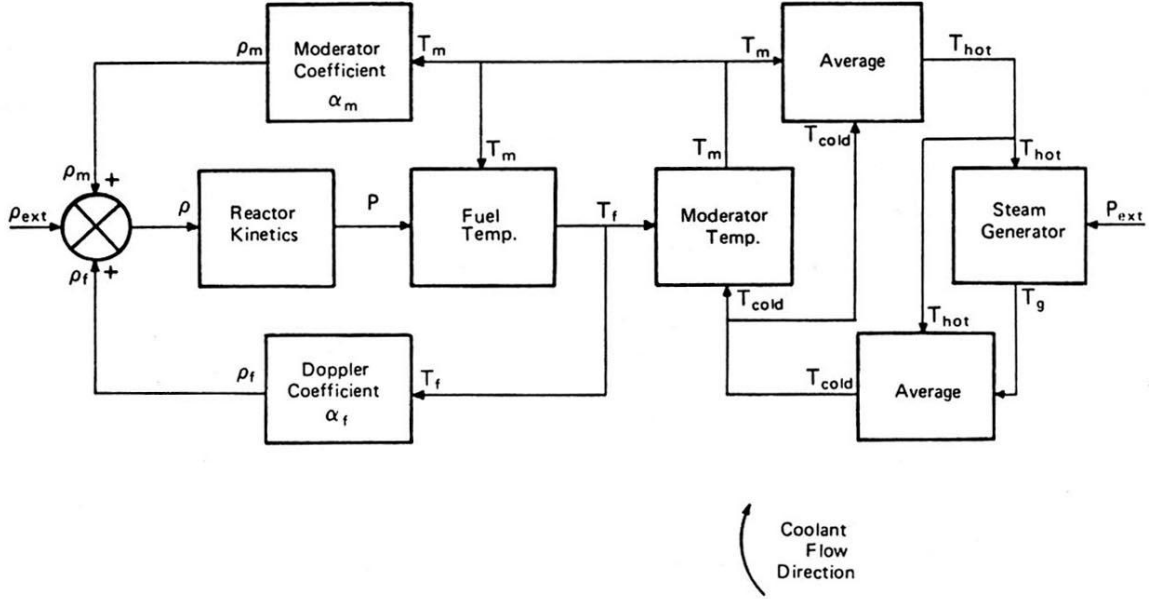 ρm
Moderator
Coefficient
αm
Tm
Tm
Average
Thot
Tm
Tcold
Tm
Thot
ρm
+
ρext
ρ
Reactor
Kinetics
P
Fuel
Temp.
Tf
Moderator
Temp.
Steam
Generator
Pext
ρf
+
Tcold
Tg
Thot
ρf
Doppler
Coefficient
αf
Tf
Tcold
Average
Coolant
Flow
Direction